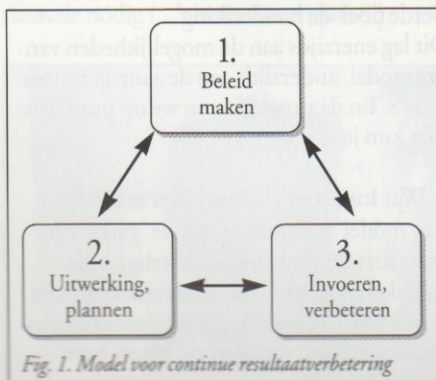 1.
Beleid
maken
2.
Uitwerking,
plannen
3.
Invoeren,
verbeteren
Fig. 1. Model voor continue resultaatverbetering